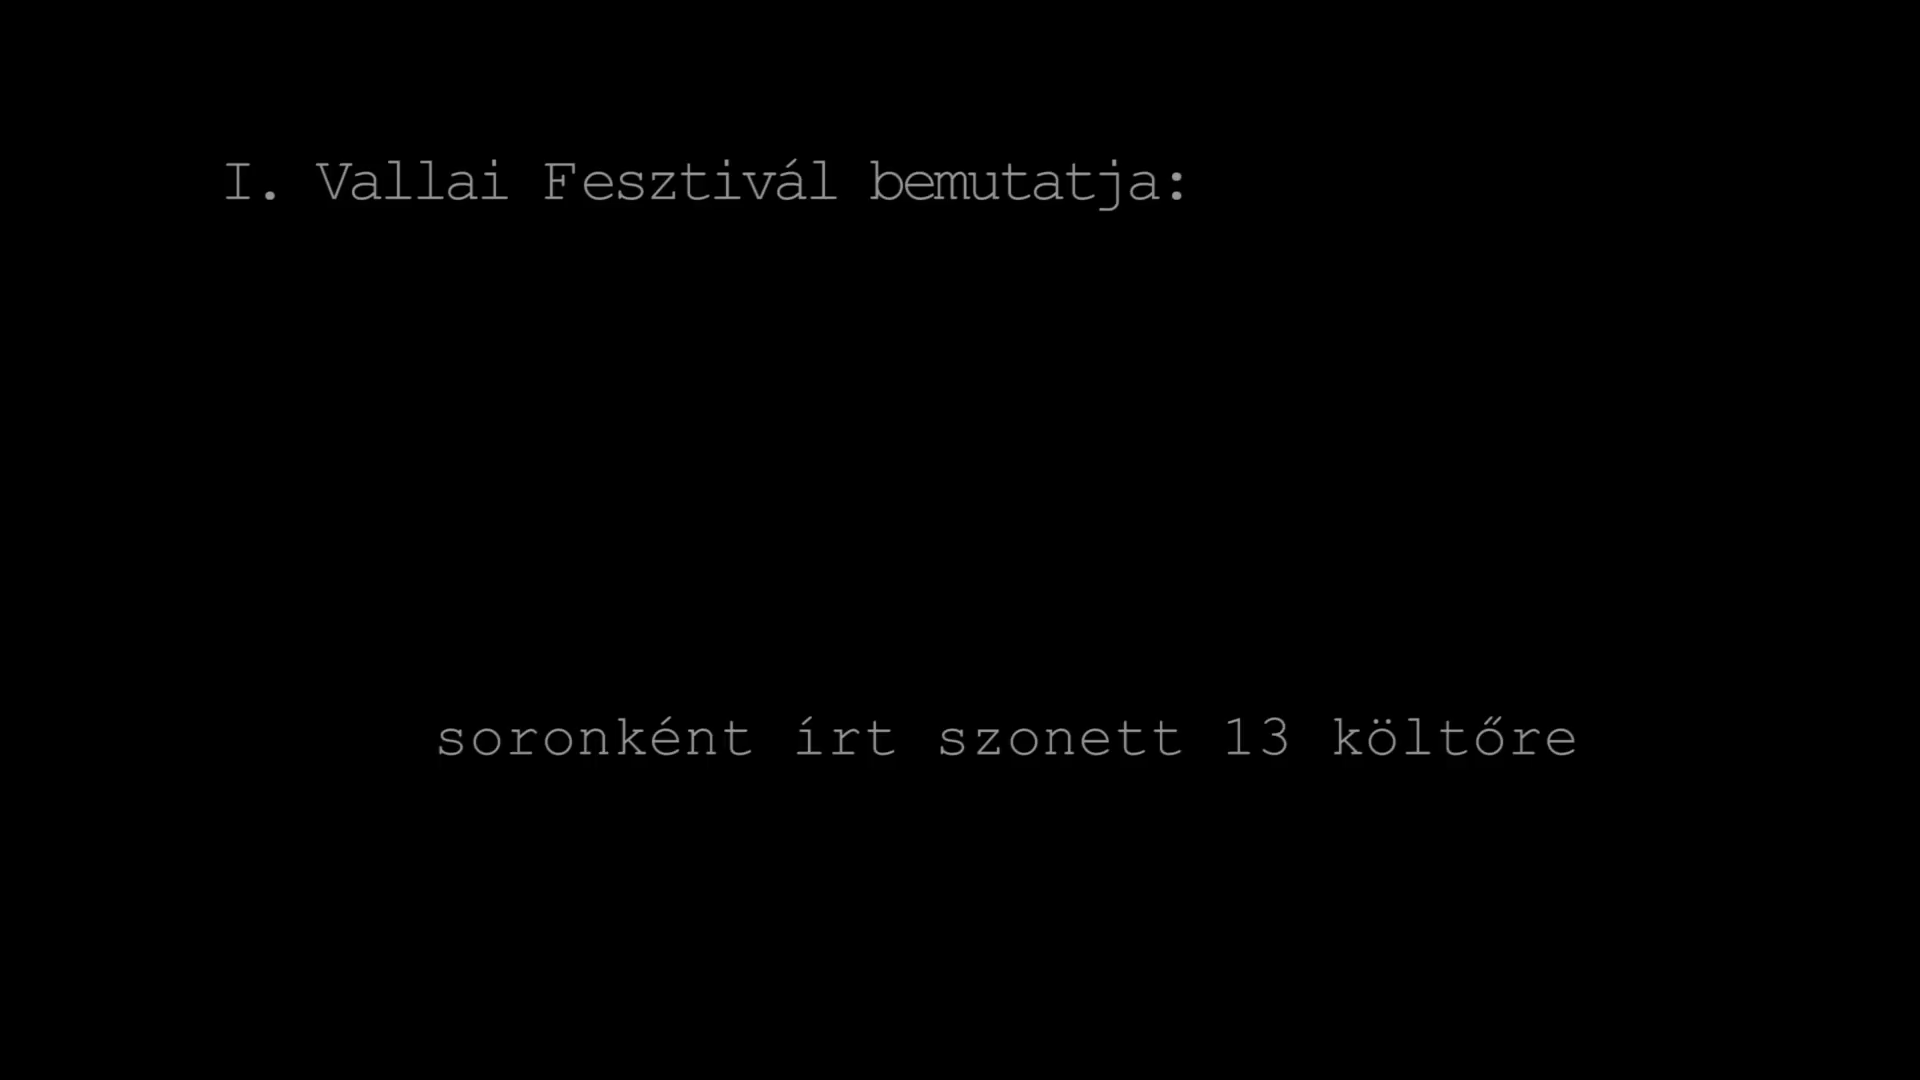 I. Vallai Fesztivál bemutatja:
soronként írt szonett 13 költőre